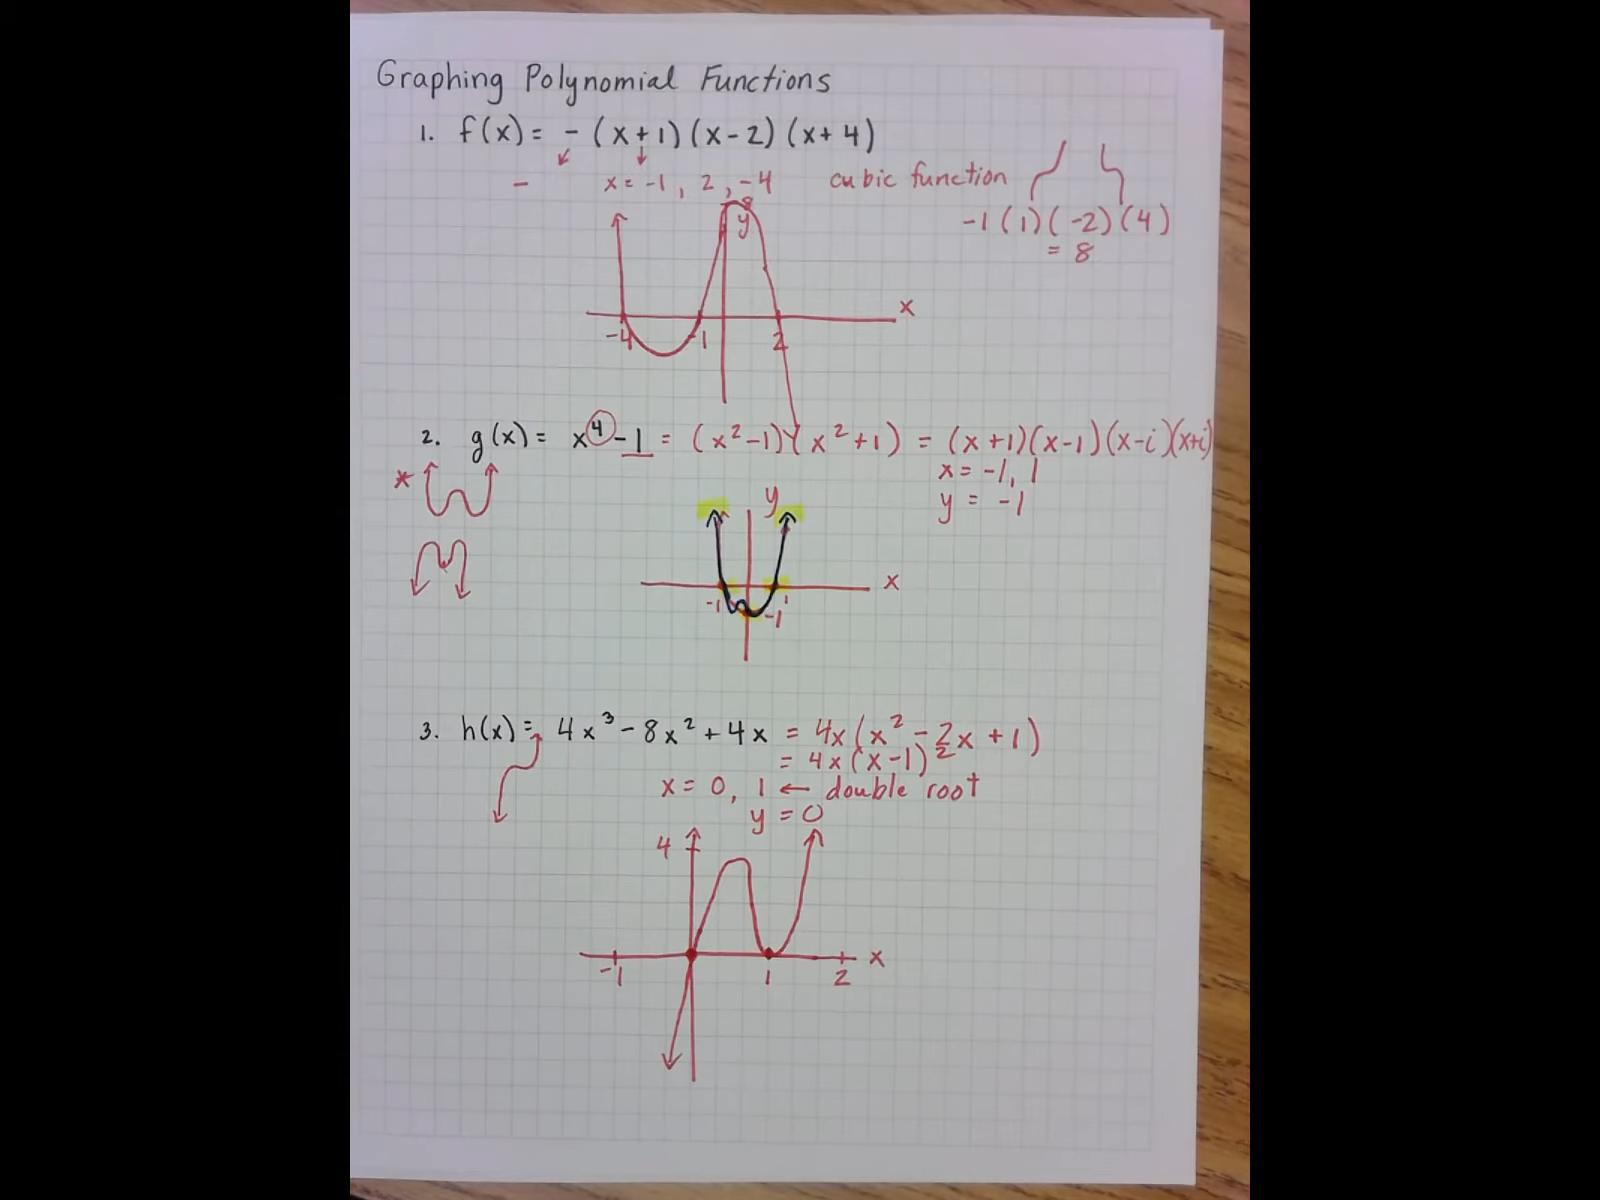 Graphing Polynomial Functions
1. f(x) = - (x+1)(x-2)(x+4)
- x = -1, 2, -4 cubic function
-1(1)(-2)(4)
= 8
8
y
x
-4 -1 2
2. g(x) = x⁴-1 = (x²-1)(x²+1) = (x+1)(x-1)(x-i)(x+i)
* x = -1, 1
y = -1
y
x
-1 1
-1
3. h(x) = 4x³ - 8x² + 4x = 4x(x² - 2x + 1)
= 4x(x-1)²
x = 0, 1 ← double root
y = 0
4
x
-1 1 2